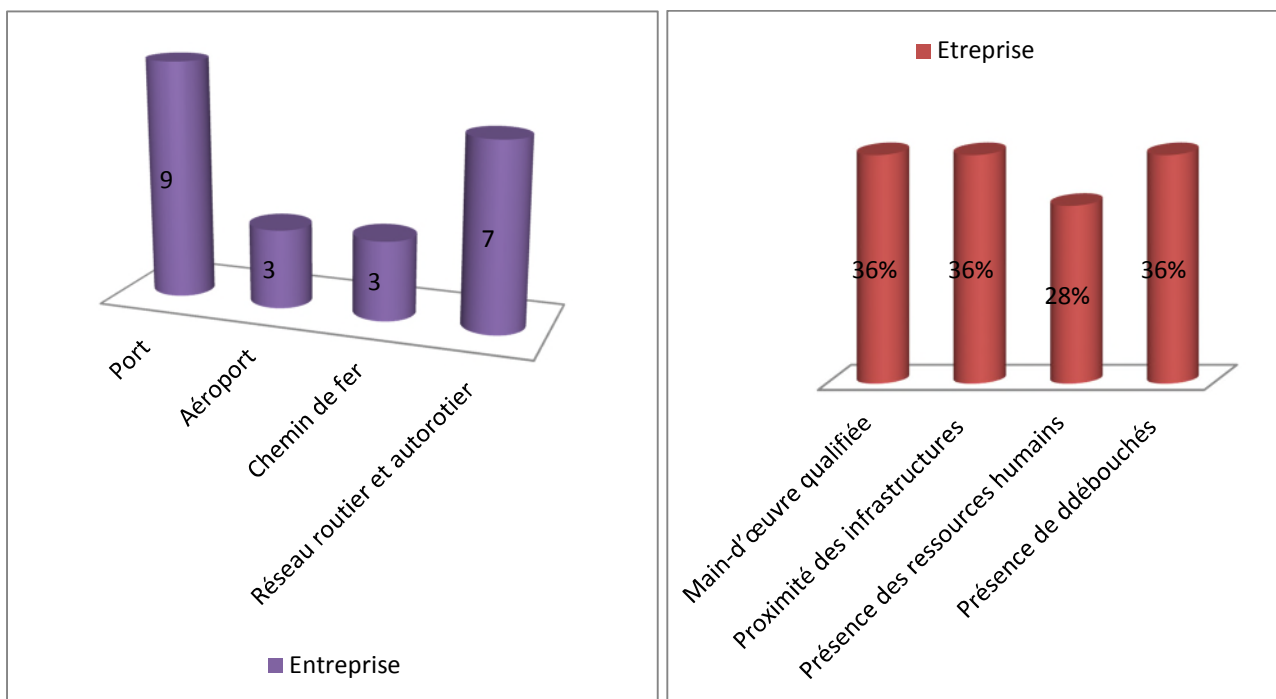 9
3
3
7
Port
Aéroport
Chemin de fer
Réseau routier et autorotier
Entreprise
Etreprise
36%
36%
28%
36%
Main-d'œuvre qualifiée
Proximité des infrastructures
Présence des ressources humains
Présence de ddébouchés